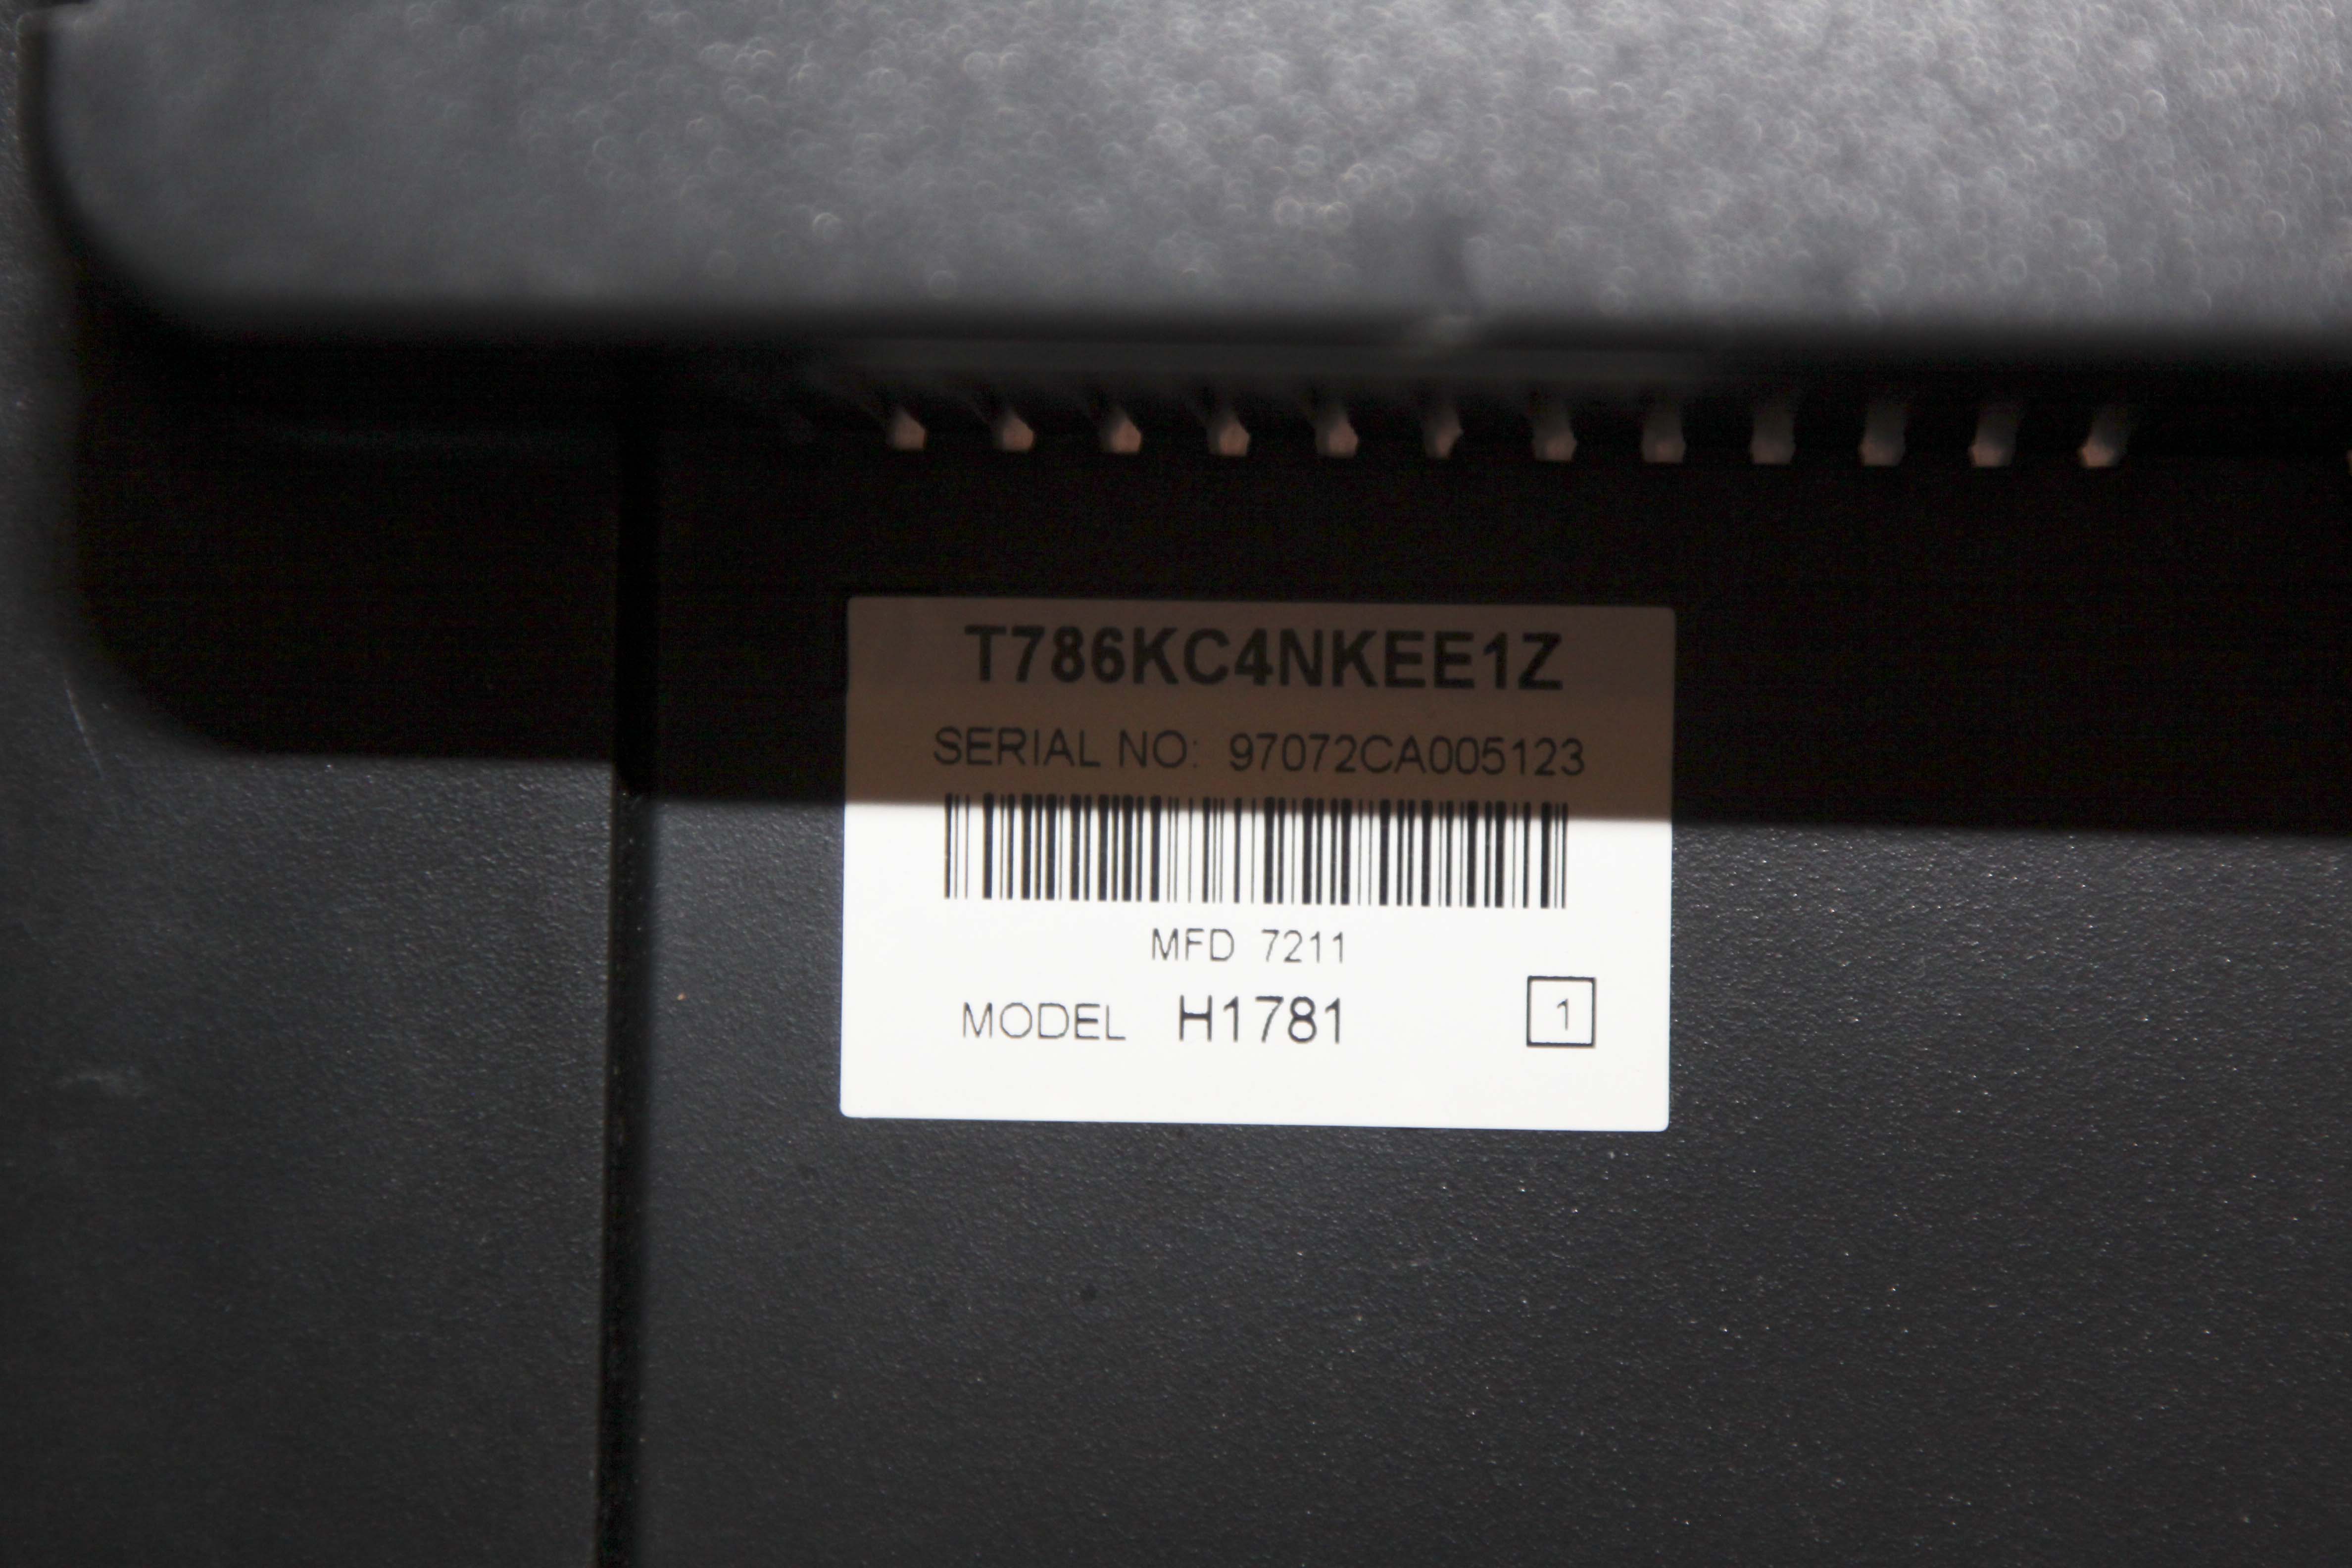 T786KC4NKEE1Z
SERIAL NO: 97072CA005123
MFD 7211
MODEL H1781
1